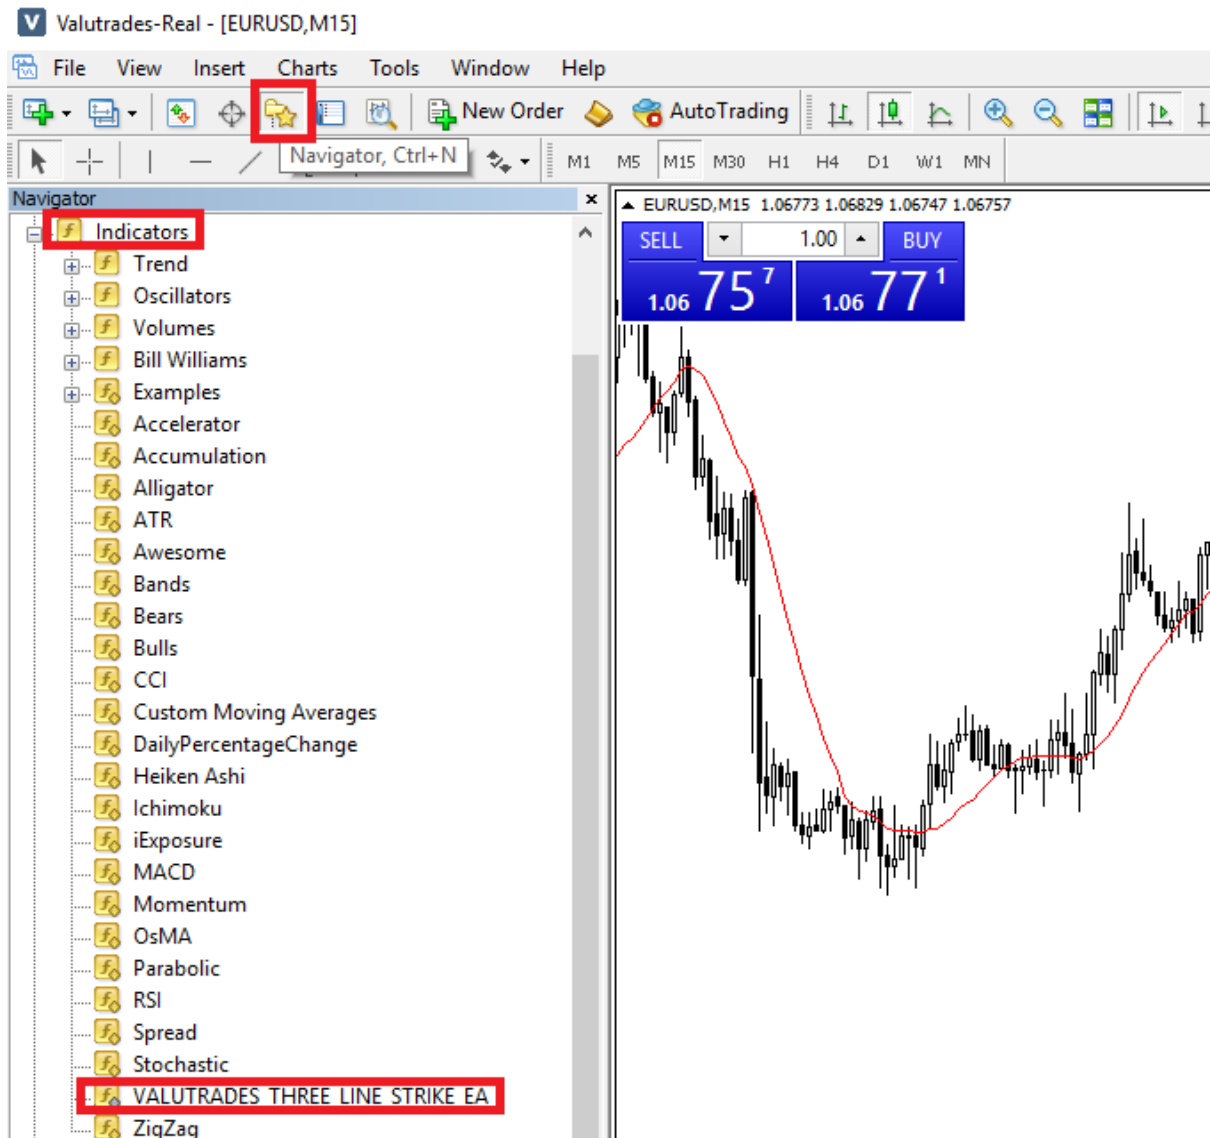 Valutrades-Real - [EURUSD,M15]
File View Insert Charts Tools Window Help
New Order AutoTrading
Navigator, Ctrl+N M1 M5 M15 M30 H1 H4 D1 W1 MN
Navigator
EURUSD,M15 1.06773 1.06829 1.06747 1.06757
SELL 1.00 BUY
1.06 75 7 1.06 77 1
Indicators
Trend
Oscillators
Volumes
Bill Williams
Examples
Accelerator
Accumulation
Alligator
ATR
Awesome
Bands
Bears
Bulls
CCI
Custom Moving Averages
DailyPercentageChange
Heiken Ashi
Ichimoku
iExposure
MACD
Momentum
OsMA
Parabolic
RSI
Spread
Stochastic
VALUTRADES THREE LINE STRIKE EA
ZigZag